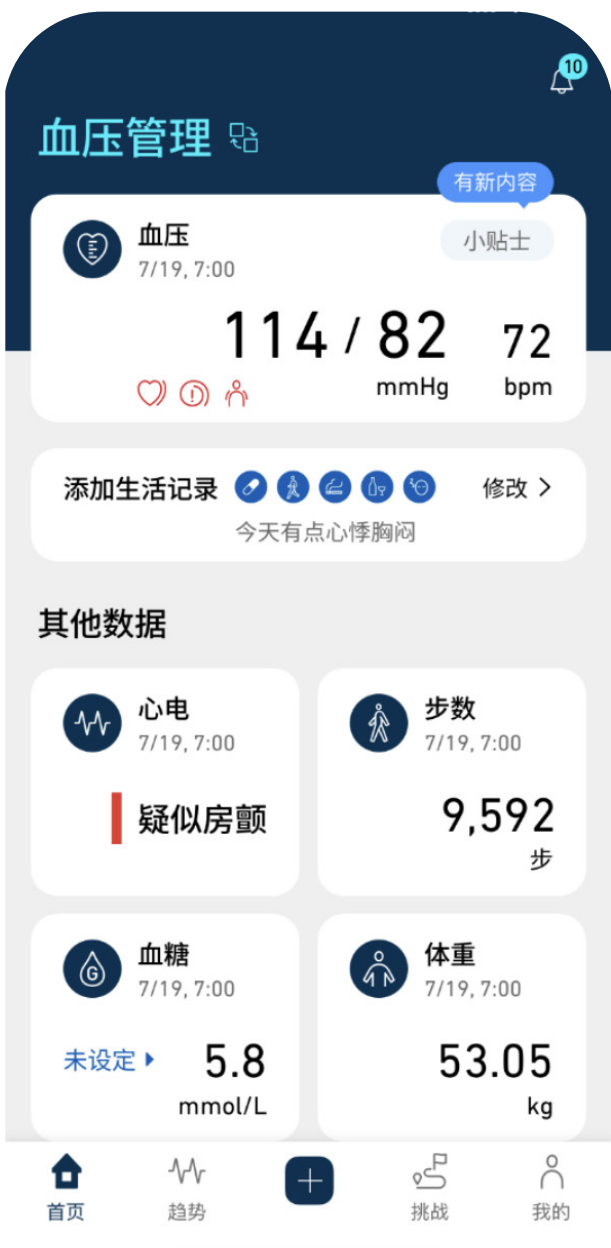 10
血压管理
有新内容
血压
小贴士
7/19, 7:00
114 / 82 72
mmHg bpm
添加生活记录 修改
今天有点心悸胸闷
其他数据
心电
7/19, 7:00
疑似房颤
步数
7/19, 7:00
9,592
步
血糖
7/19, 7:00
未设定 5.8
mmol/L
体重
7/19, 7:00
53.05
kg
首页 趋势 挑战 我的